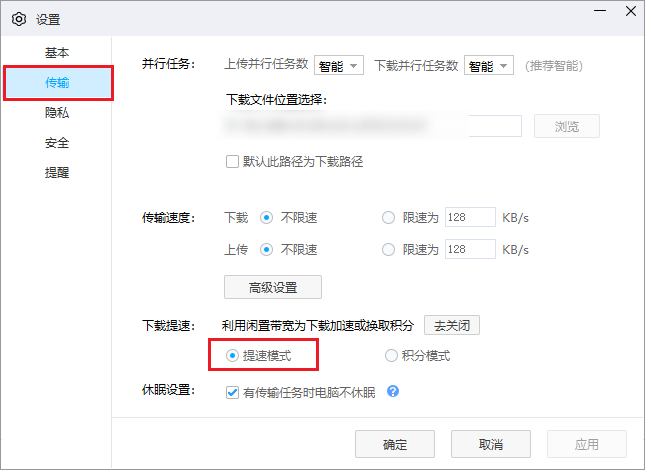 设置
基本
传输
隐私
安全
提醒
并行任务: 上传并行任务数 智能 下载并行任务数 智能 (推荐智能)
下载文件位置选择:
浏览
默认此路径为下载路径
传输速度: 下载 不限速 限速为 128 KB/s
上传 不限速 限速为 128 KB/s
高级设置
下载提速: 利用闲置带宽为下载加速或换取积分 去关闭
提速模式 积分模式
休眠设置: 有传输任务时电脑不休眠 ?
确定 取消 应用